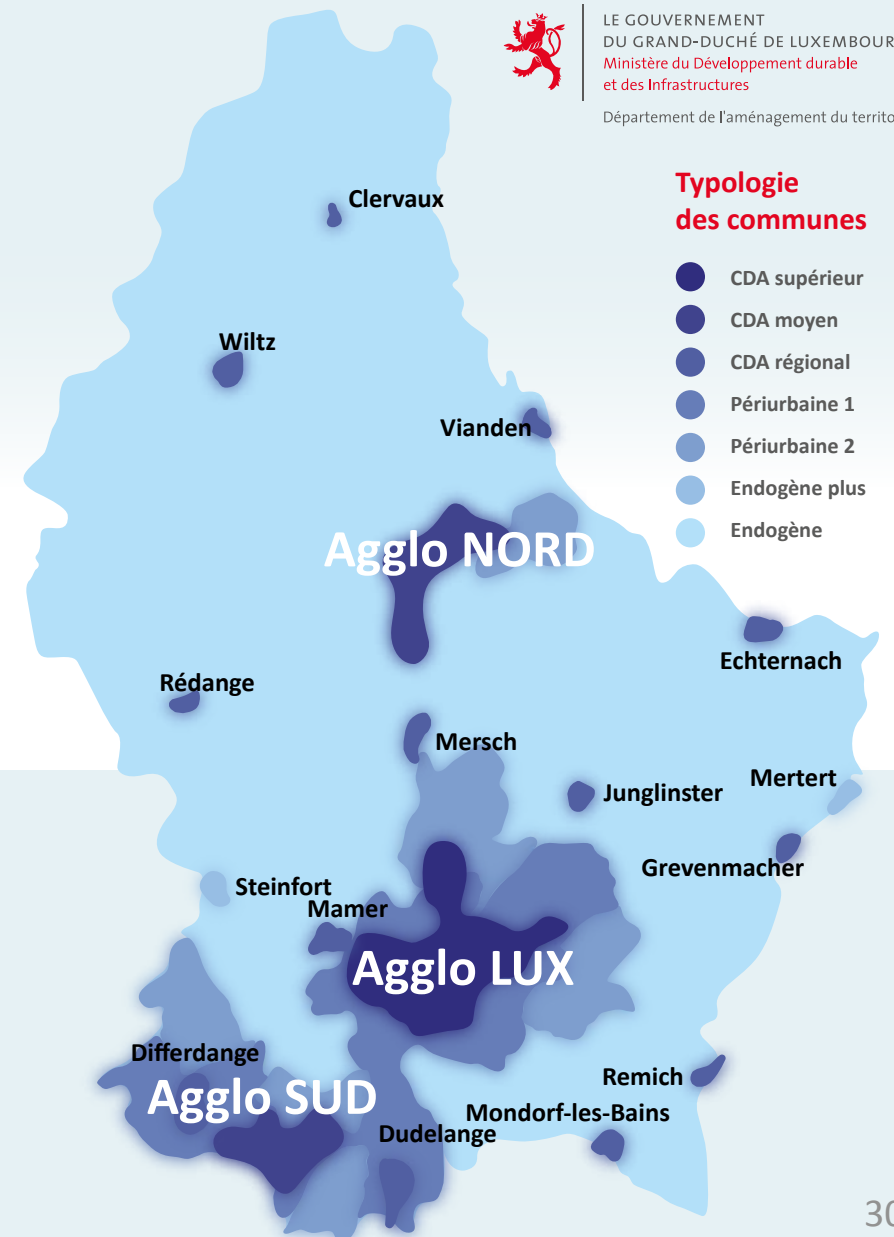 LE GOUVERNEMENT
DU GRAND-DUCHÉ DE LUXEMBOUR
Ministère du Développement durable
et des Infrastructures
Département de l'aménagement du territo
Typologie
des communes
CDA supérieur
CDA moyen
CDA régional
Périurbaine 1
Périurbaine 2
Endogène plus
Endogène
Clervaux
Wiltz
Vianden
Agglo NORD
Echternach
Rédange
Mersch
Junglinster
Mertert
Grevenmacher
Steinfort
Mamer
Agglo LUX
Differdange
Agglo SUD
Remich
Mondorf-les-Bains
Dudelange
30